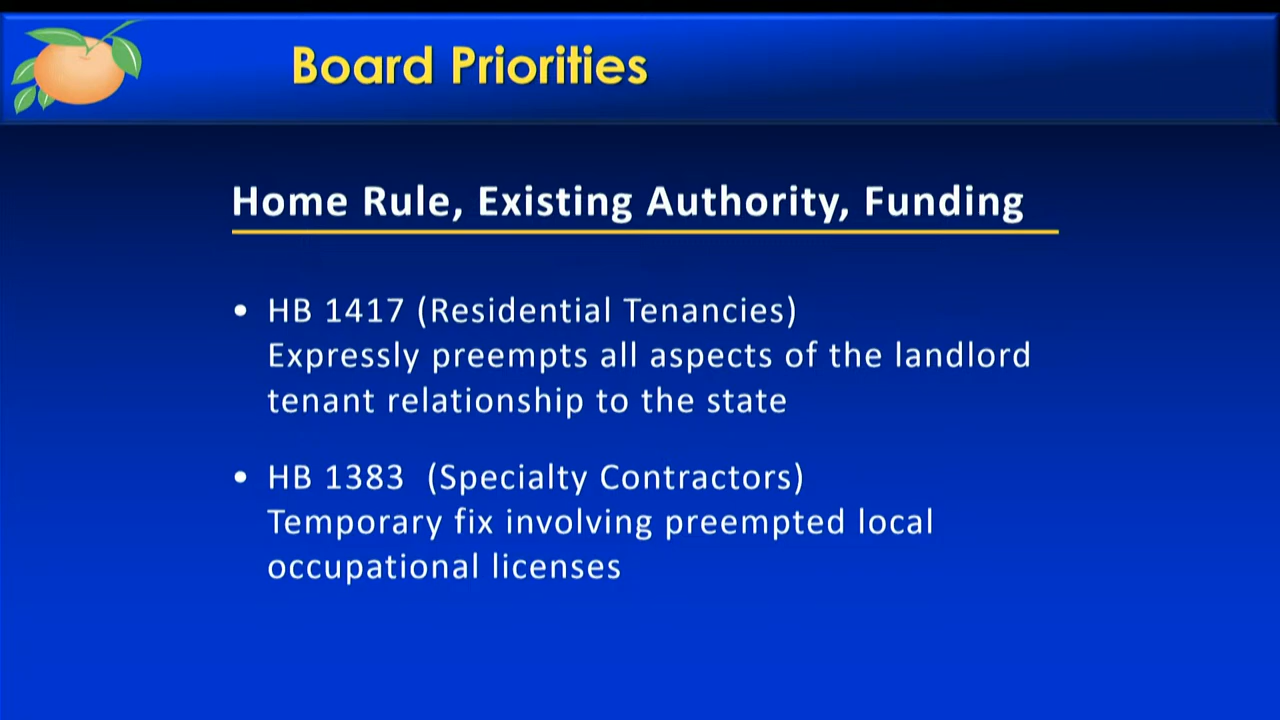 Board Priorities
Home Rule, Existing Authority, Funding
• HB 1417 (Residential Tenancies)
Expressly preempts all aspects of the landlord
tenant relationship to the state
• HB 1383 (Specialty Contractors)
Temporary fix involving preempted local
occupational licenses